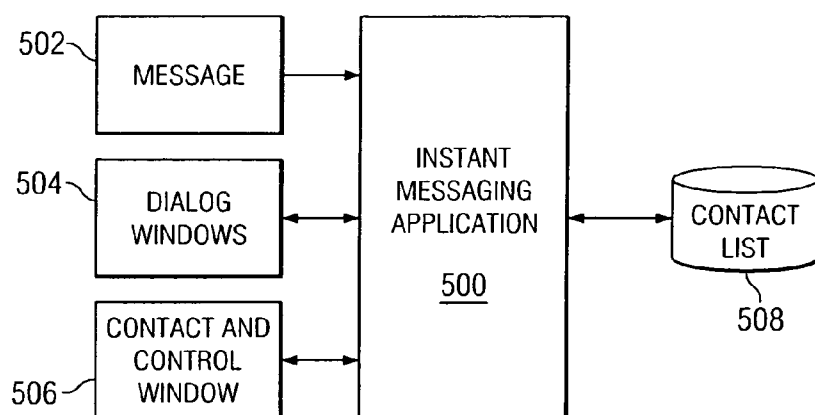 502
MESSAGE
504
DIALOG
WINDOWS
506
CONTACT AND
CONTROL
WINDOW
INSTANT
MESSAGING
APPLICATION
500
CONTACT
LIST
508